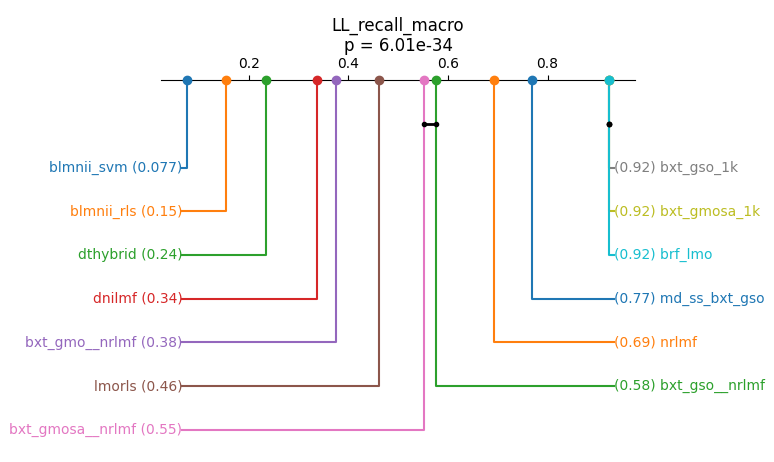 LL_recall_macro
p = 6.01e-34
0.2 0.4 0.6 0.8
blmnii_svm (0.077) (0.92) bxt_gso_1k
blmnii_rls (0.15) (0.92) bxt_gmosa_1k
dthybrid (0.24) (0.92) brf_lmo
dnilmf (0.34) (0.77) md_ss_bxt_gso
bxt_gmo__nrlmf (0.38) (0.69) nrlmf
lmorls (0.46) (0.58) bxt_gso__nrlmf
bxt_gmosa__nrlmf (0.55)